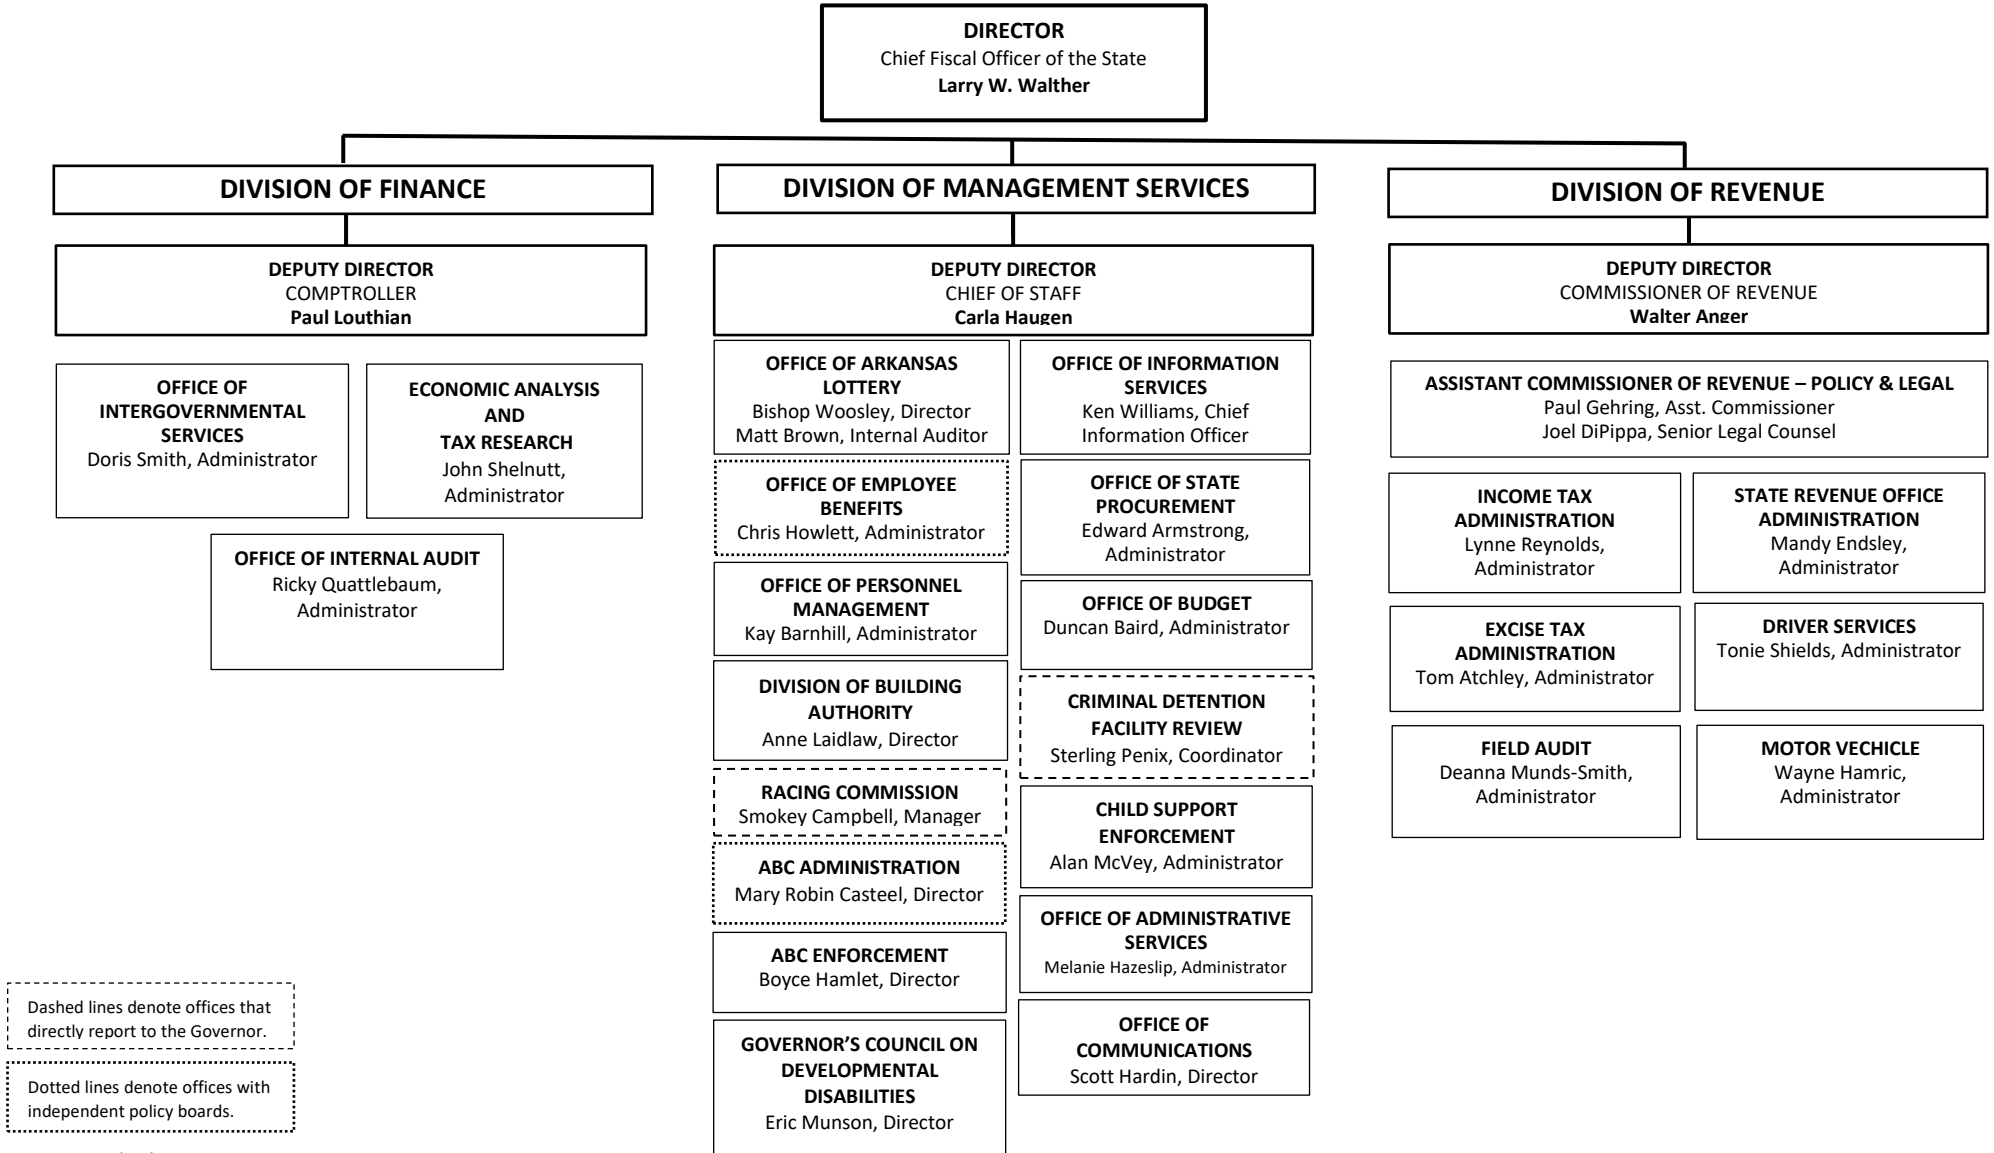 DIRECTOR
Chief Fiscal Officer of the State
Larry W. Walther
DIVISION OF FINANCE
DEPUTY DIRECTOR
COMPTROLLER
Paul Louthian
OFFICE OF
INTERGOVERNMENTAL
SERVICES
Doris Smith, Administrator
ECONOMIC ANALYSIS
AND
TAX RESEARCH
John Shelnutt,
Administrator
OFFICE OF INTERNAL AUDIT
Ricky Quattlebaum,
Administrator
DIVISION OF MANAGEMENT SERVICES
DEPUTY DIRECTOR
CHIEF OF STAFF
Carla Haugen
OFFICE OF ARKANSAS
LOTTERY
Bishop Woosley, Director
Matt Brown, Internal Auditor
OFFICE OF EMPLOYEE
BENEFITS
Chris Howlett, Administrator
OFFICE OF PERSONNEL
MANAGEMENT
Kay Barnhill, Administrator
DIVISION OF BUILDING
AUTHORITY
Anne Laidlaw, Director
RACING COMMISSION
Smokey Campbell, Manager
ABC ADMINISTRATION
Mary Robin Casteel, Director
ABC ENFORCEMENT
Boyce Hamlet, Director
GOVERNOR'S COUNCIL ON
DEVELOPMENTAL
DISABILITIES
Eric Munson, Director
OFFICE OF INFORMATION
SERVICES
Ken Williams, Chief
Information Officer
OFFICE OF STATE
PROCUREMENT
Edward Armstrong,
Administrator
OFFICE OF BUDGET
Duncan Baird, Administrator
CRIMINAL DETENTION
FACILITY REVIEW
Sterling Penix, Coordinator
CHILD SUPPORT
ENFORCEMENT
Alan McVey, Administrator
OFFICE OF ADMINISTRATIVE
SERVICES
Melanie Hazeslip, Administrator
OFFICE OF
COMMUNICATIONS
Scott Hardin, Director
DIVISION OF REVENUE
DEPUTY DIRECTOR
COMMISSIONER OF REVENUE
Walter Anger
ASSISTANT COMMISSIONER OF REVENUE – POLICY & LEGAL
Paul Gehring, Asst. Commissioner
Joel DiPippa, Senior Legal Counsel
INCOME TAX
ADMINISTRATION
Lynne Reynolds,
Administrator
STATE REVENUE OFFICE
ADMINISTRATION
Mandy Endsley,
Administrator
EXCISE TAX
ADMINISTRATION
Tom Atchley, Administrator
DRIVER SERVICES
Tonie Shields, Administrator
FIELD AUDIT
Deanna Munds-Smith,
Administrator
MOTOR VECHICLE
Wayne Hamric,
Administrator
Dashed lines denote offices that
directly report to the Governor.
Dotted lines denote offices with
independent policy boards.